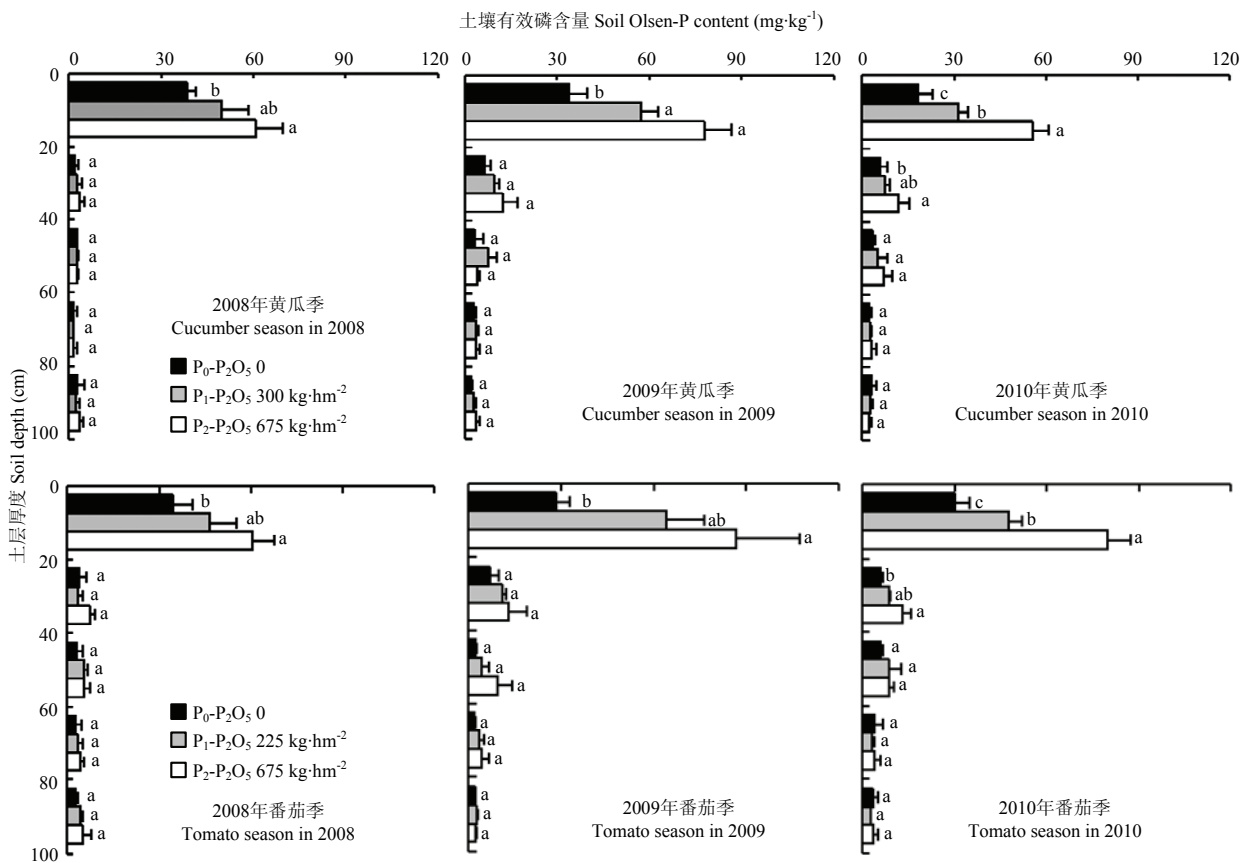 土壤有效磷含量 Soil Olsen-P content (mg·kg⁻¹)
0 30 60 90 120 0 30 60 90 120 0 30 60 90 120
0
20
40
60
80
100
b
ab
a
a
a
a
a
a
a
a
a
a
a
a
a
2008年黄瓜季
Cucumber season in 2008
P₀-P₂O₅ 0
P₁-P₂O₅ 300 kg·hm⁻²
P₂-P₂O₅ 675 kg·hm⁻²
b
a
a
a
a
a
a
a
a
a
a
a
a
a
a
2009年黄瓜季
Cucumber season in 2009
c
b
a
b
ab
a
a
a
a
a
a
a
a
a
a
2010年黄瓜季
Cucumber season in 2010
土层厚度 Soil depth (cm)
0
20
40
60
80
100
b
ab
a
a
a
a
a
a
a
a
a
a
a
a
a
P₀-P₂O₅ 0
P₁-P₂O₅ 225 kg·hm⁻²
P₂-P₂O₅ 675 kg·hm⁻²
2008年番茄季
Tomato season in 2008
b
ab
a
a
a
a
a
a
a
a
a
a
a
a
a
2009年番茄季
Tomato season in 2009
c
b
a
b
ab
a
a
a
a
a
a
a
a
a
a
2010年番茄季
Tomato season in 2010